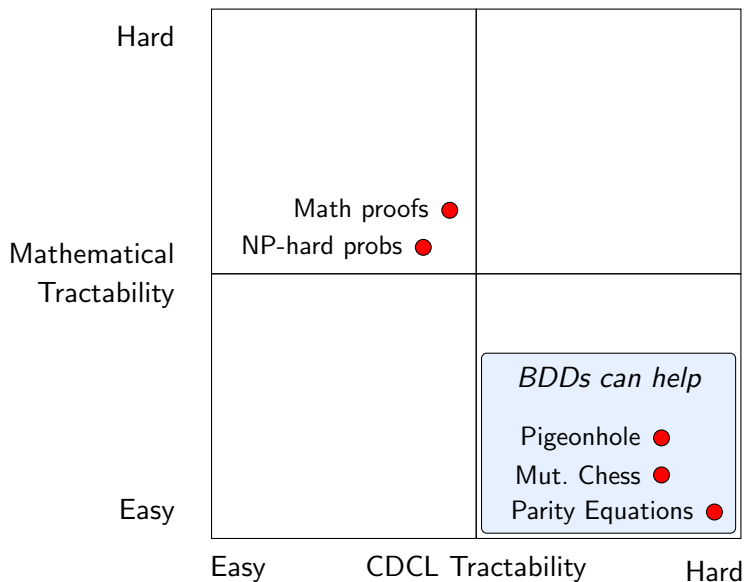 Hard
Math proofs
NP-hard probs
Mathematical
Tractability
BDDs can help
Pigeonhole
Mut. Chess
Parity Equations
Easy
Easy
CDCL Tractability
Hard